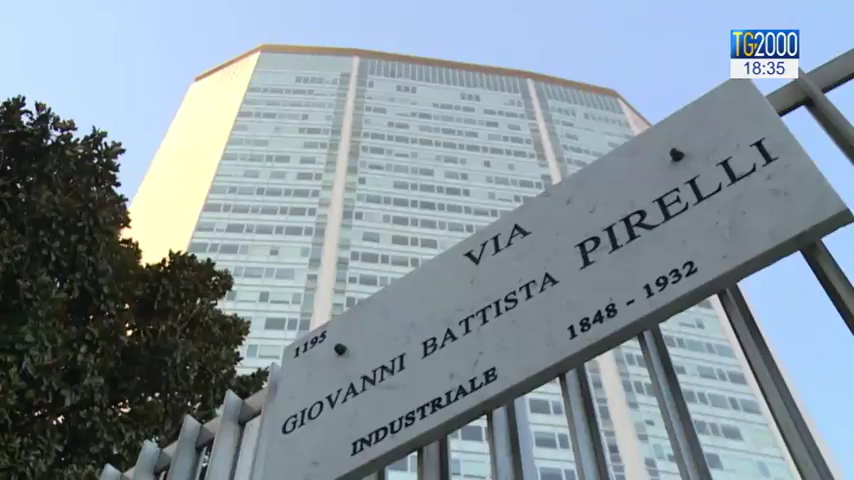 TG2000
18:35
VIA
GIOVANNI BATTISTA PIRELLI
1195
INDUSTRIALE
1848 - 1932